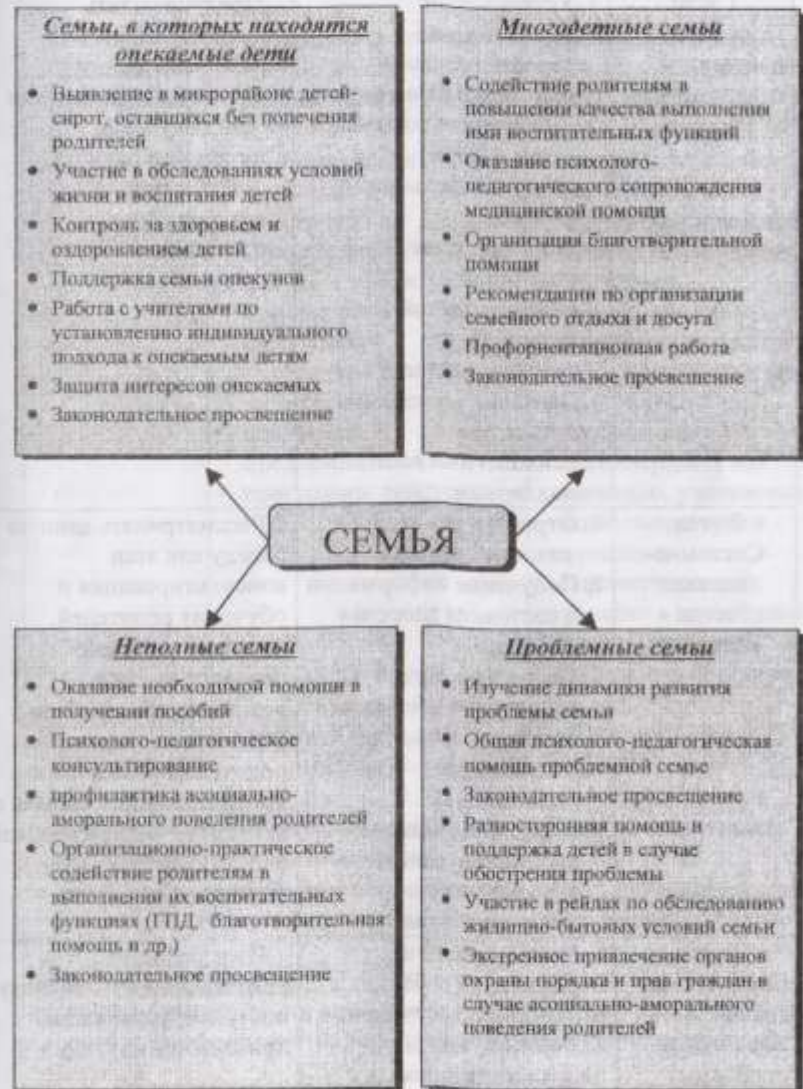 Семьи, в которых находятся
опекаемые дети
• Выявление в микрорайоне детей-
сирот, оставшихся без попечения
родителей
• Участие в обследованиях условий
жизни и воспитания детей
• Контроль за здоровьем и
оздоровлением детей
• Поддержка семьи опекунов
• Работа с учителями по
установлению индивидуального
подхода к опекаемым детям
• Защита интересов опекаемых
• Законодательное просвещение
Многодетные семьи
• Содействие родителям в
повышении качества выполнения
ими воспитательных функций
• Оказание психолого-
педагогического сопровождения
медицинской помощи
• Организация благотворительной
помощи
• Рекомендации по организации
семейного отдыха и досуга
• Профориентационная работа
• Законодательное просвещение
СЕМЬЯ
Неполные семьи
• Оказание необходимой помощи в
получении пособий
• Психолого-педагогическое
консультирование
• профилактика асоциально-
аморального поведения родителей
• Организационно-практическое
содействие родителям в
выполнении их воспитательных
функциях (ГПД, благотворительная
помощь и др.)
• Законодательное просвещение
Проблемные семьи
• Изучение динамики развития
проблемы семьи
• Общая психолого-педагогическая
помощь проблемной семье
• Законодательное просвещение
• Разносторонняя помощь и
поддержка детей в случае
обострения проблемы
• Участие в рейдах по обследованию
жилищно-бытовых условий семьи
• Экстренное привлечение органов
охраны порядка и прав граждан в
случае асоциально-аморального
поведения родителей